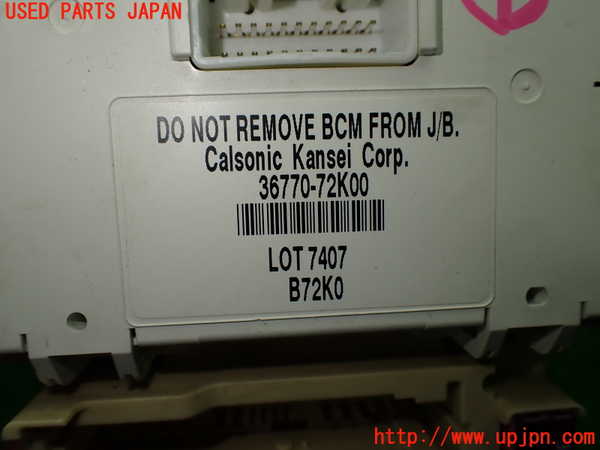 USED PARTS JAPAN
DO NOT REMOVE BCM FROM J/B.
Calsonic Kansei Corp.
36770-72K00
LOT 7407
B72K0
http://www.upjpn.com/